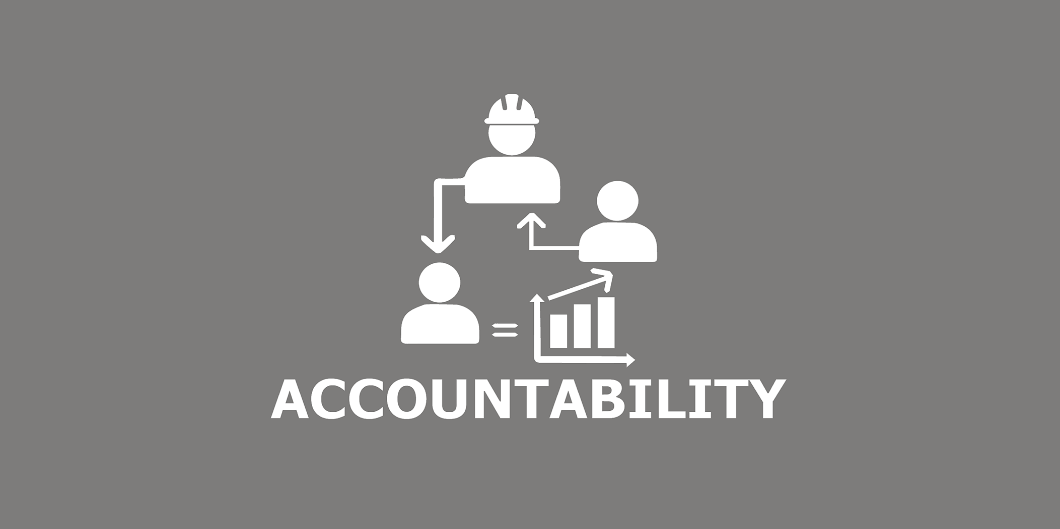 =
ACCOUNTABILITY